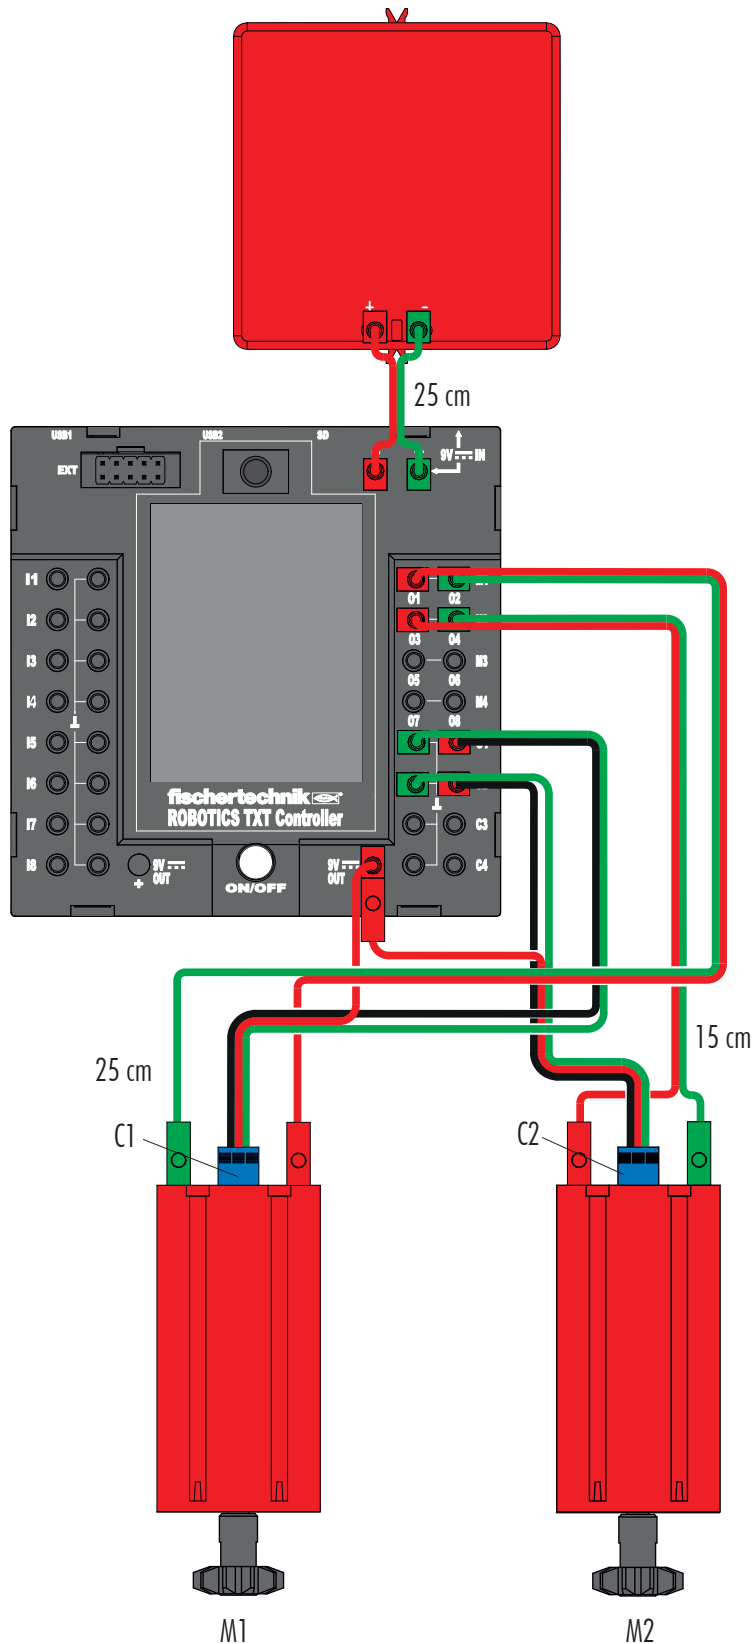 + -
25 cm
USB1 USB2 SD
EXT
9V IN
I1
O1 O2
I2
O3 O4
I3 M3
O5 O6
I4 M4
O7 O8
I5
I6
fischertechnik
I7 ROBOTICS TXT Controller C3
I8 + 9V OUT ON/OFF 9V OUT C4
15 cm
25 cm
C1 C2
M1 M2